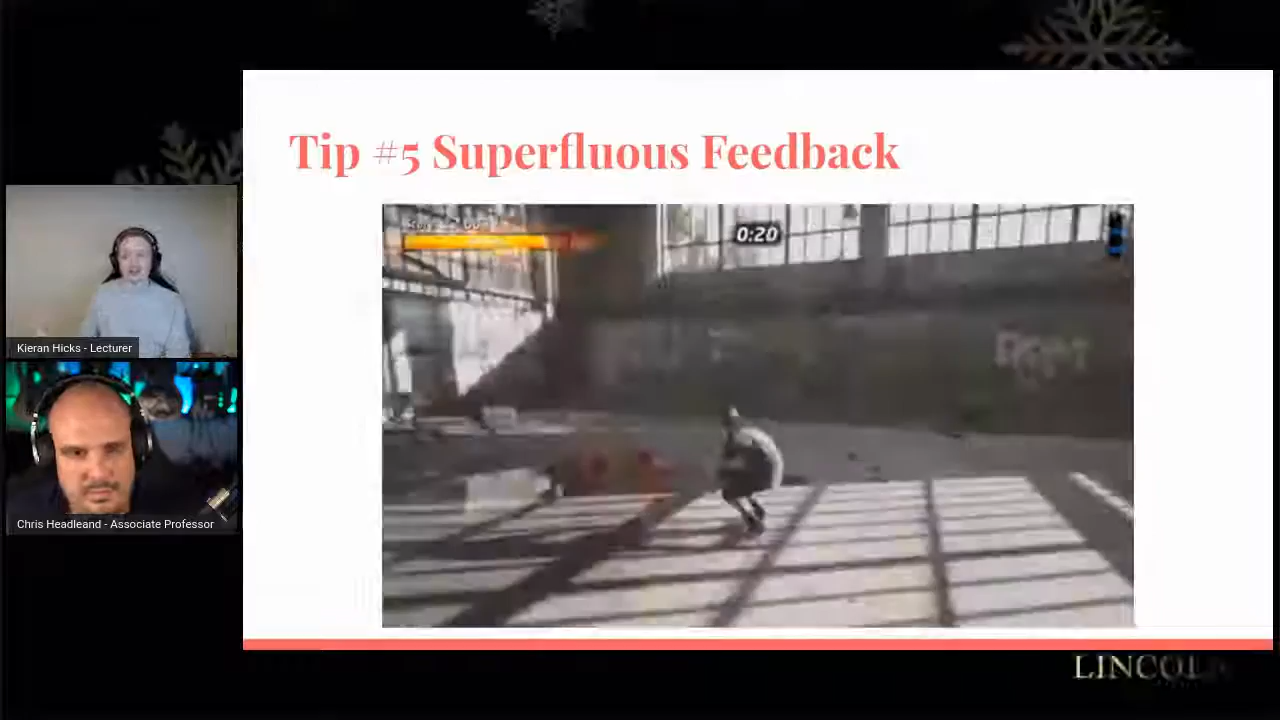 Tip #5 Superfluous Feedback
0:20
Kieran Hicks - Lecturer
Chris Headleand - Associate Professor